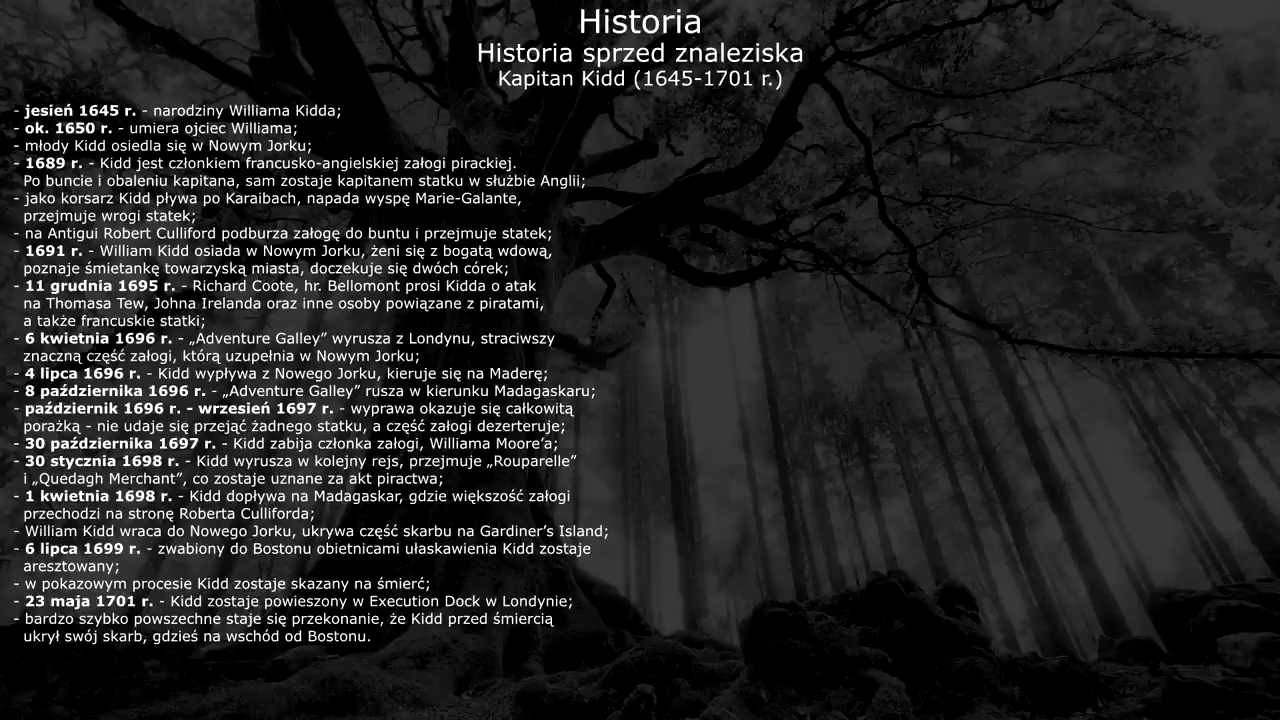 Historia
Historia sprzed znaleziska
Kapitan Kidd (1645-1701 r.)
- jesień 1645 r. - narodziny Williama Kidda;
- ok. 1650 r. - umiera ojciec Williama;
- młody Kidd osiedla się w Nowym Jorku;
- 1689 r. - Kidd jest członkiem francusko-angielskiej załogi pirackiej.
Po buncie i obaleniu kapitana, sam zostaje kapitanem statku w służbie Anglii;
- jako korsarz Kidd pływa po Karaibach, napada wyspę Marie-Galante,
przejmuje wrogi statek;
- na Antigui Robert Culliford podburza załogę do buntu i przejmuje statek;
- 1691 r. - William Kidd osiada w Nowym Jorku, żeni się z bogatą wdową,
poznaje śmietankę towarzyską miasta, doczekuje się dwóch córek;
- 11 grudnia 1695 r. - Richard Coote, hr. Bellomont prosi Kidda o atak
na Thomasa Tew, Johna Irelanda oraz inne osoby powiązane z piratami,
a także francuskie statki;
- 6 kwietnia 1696 r. - „Adventure Galley” wyrusza z Londynu, straciwszy
znaczną część załogi, którą uzupełnia w Nowym Jorku;
- 4 lipca 1696 r. - Kidd wypływa z Nowego Jorku, kieruje się na Maderę;
- 8 października 1696 r. - „Adventure Galley” rusza w kierunku Madagaskaru;
- październik 1696 r. - wrzesień 1697 r. - wyprawa okazuje się całkowitą
porażką - nie udaje się przejąć żadnego statku, a część załogi dezerteruje;
- 30 października 1697 r. - Kidd zabija członka załogi, Williama Moore’a;
- 30 stycznia 1698 r. - Kidd wyrusza w kolejny rejs, przejmuje „Rouparelle”
i „Quedagh Merchant”, co zostaje uznane za akt piractwa;
- 1 kwietnia 1698 r. - Kidd dopływa na Madagaskar, gdzie większość załogi
przechodzi na stronę Roberta Culliforda;
- William Kidd wraca do Nowego Jorku, ukrywa część skarbu na Gardiner’s Island;
- 6 lipca 1699 r. - zwabiony do Bostonu obietnicami ułaskawienia Kidd zostaje
aresztowany;
- w pokazowym procesie Kidd zostaje skazany na śmierć;
- 23 maja 1701 r. - Kidd zostaje powieszony w Execution Dock w Londynie;
- bardzo szybko powszechne staje się przekonanie, że Kidd przed śmiercią
ukrył swój skarb, gdzieś na wschód od Bostonu.